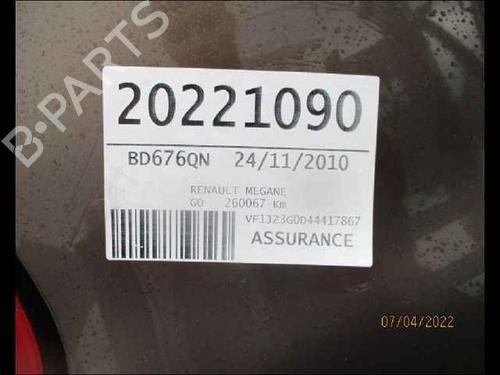 B-PARTS
20221090
BD676QN 24/11/2010
RENAULT MEGANE
GO 260067 Km
VF1JZ3G0D44417867
ASSURANCE
07/04/2022